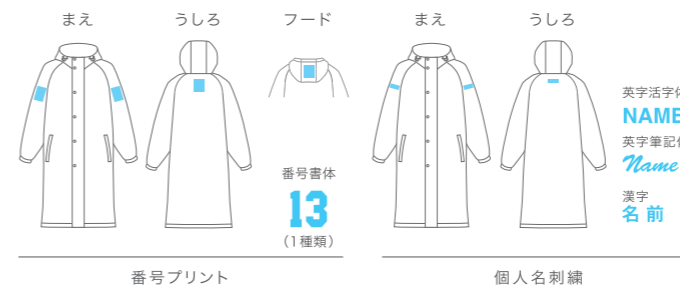 まえ
うしろ
フード
番号書体
13
（1種類）
番号プリント
まえ
うしろ
英字活字体
NAME
英字筆記体
Name
漢字
名前
個人名刺繍